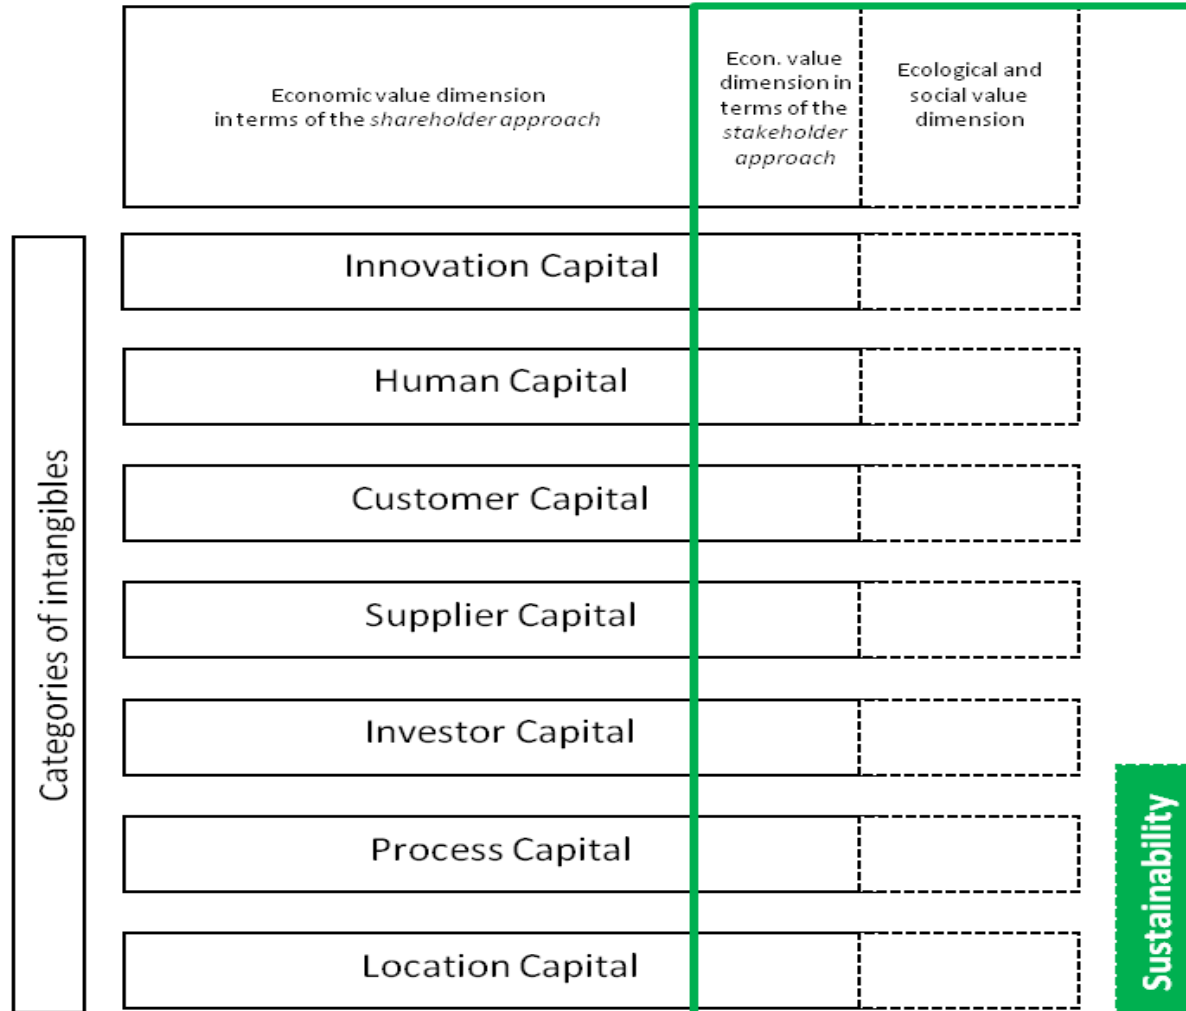 Economic value dimension
in terms of the shareholder approach
Econ. value
dimension in
terms of the
stakeholder
approach
Ecological and
social value
dimension
Categories of intangibles
Innovation Capital
Human Capital
Customer Capital
Supplier Capital
Investor Capital
Process Capital
Location Capital
Sustainability